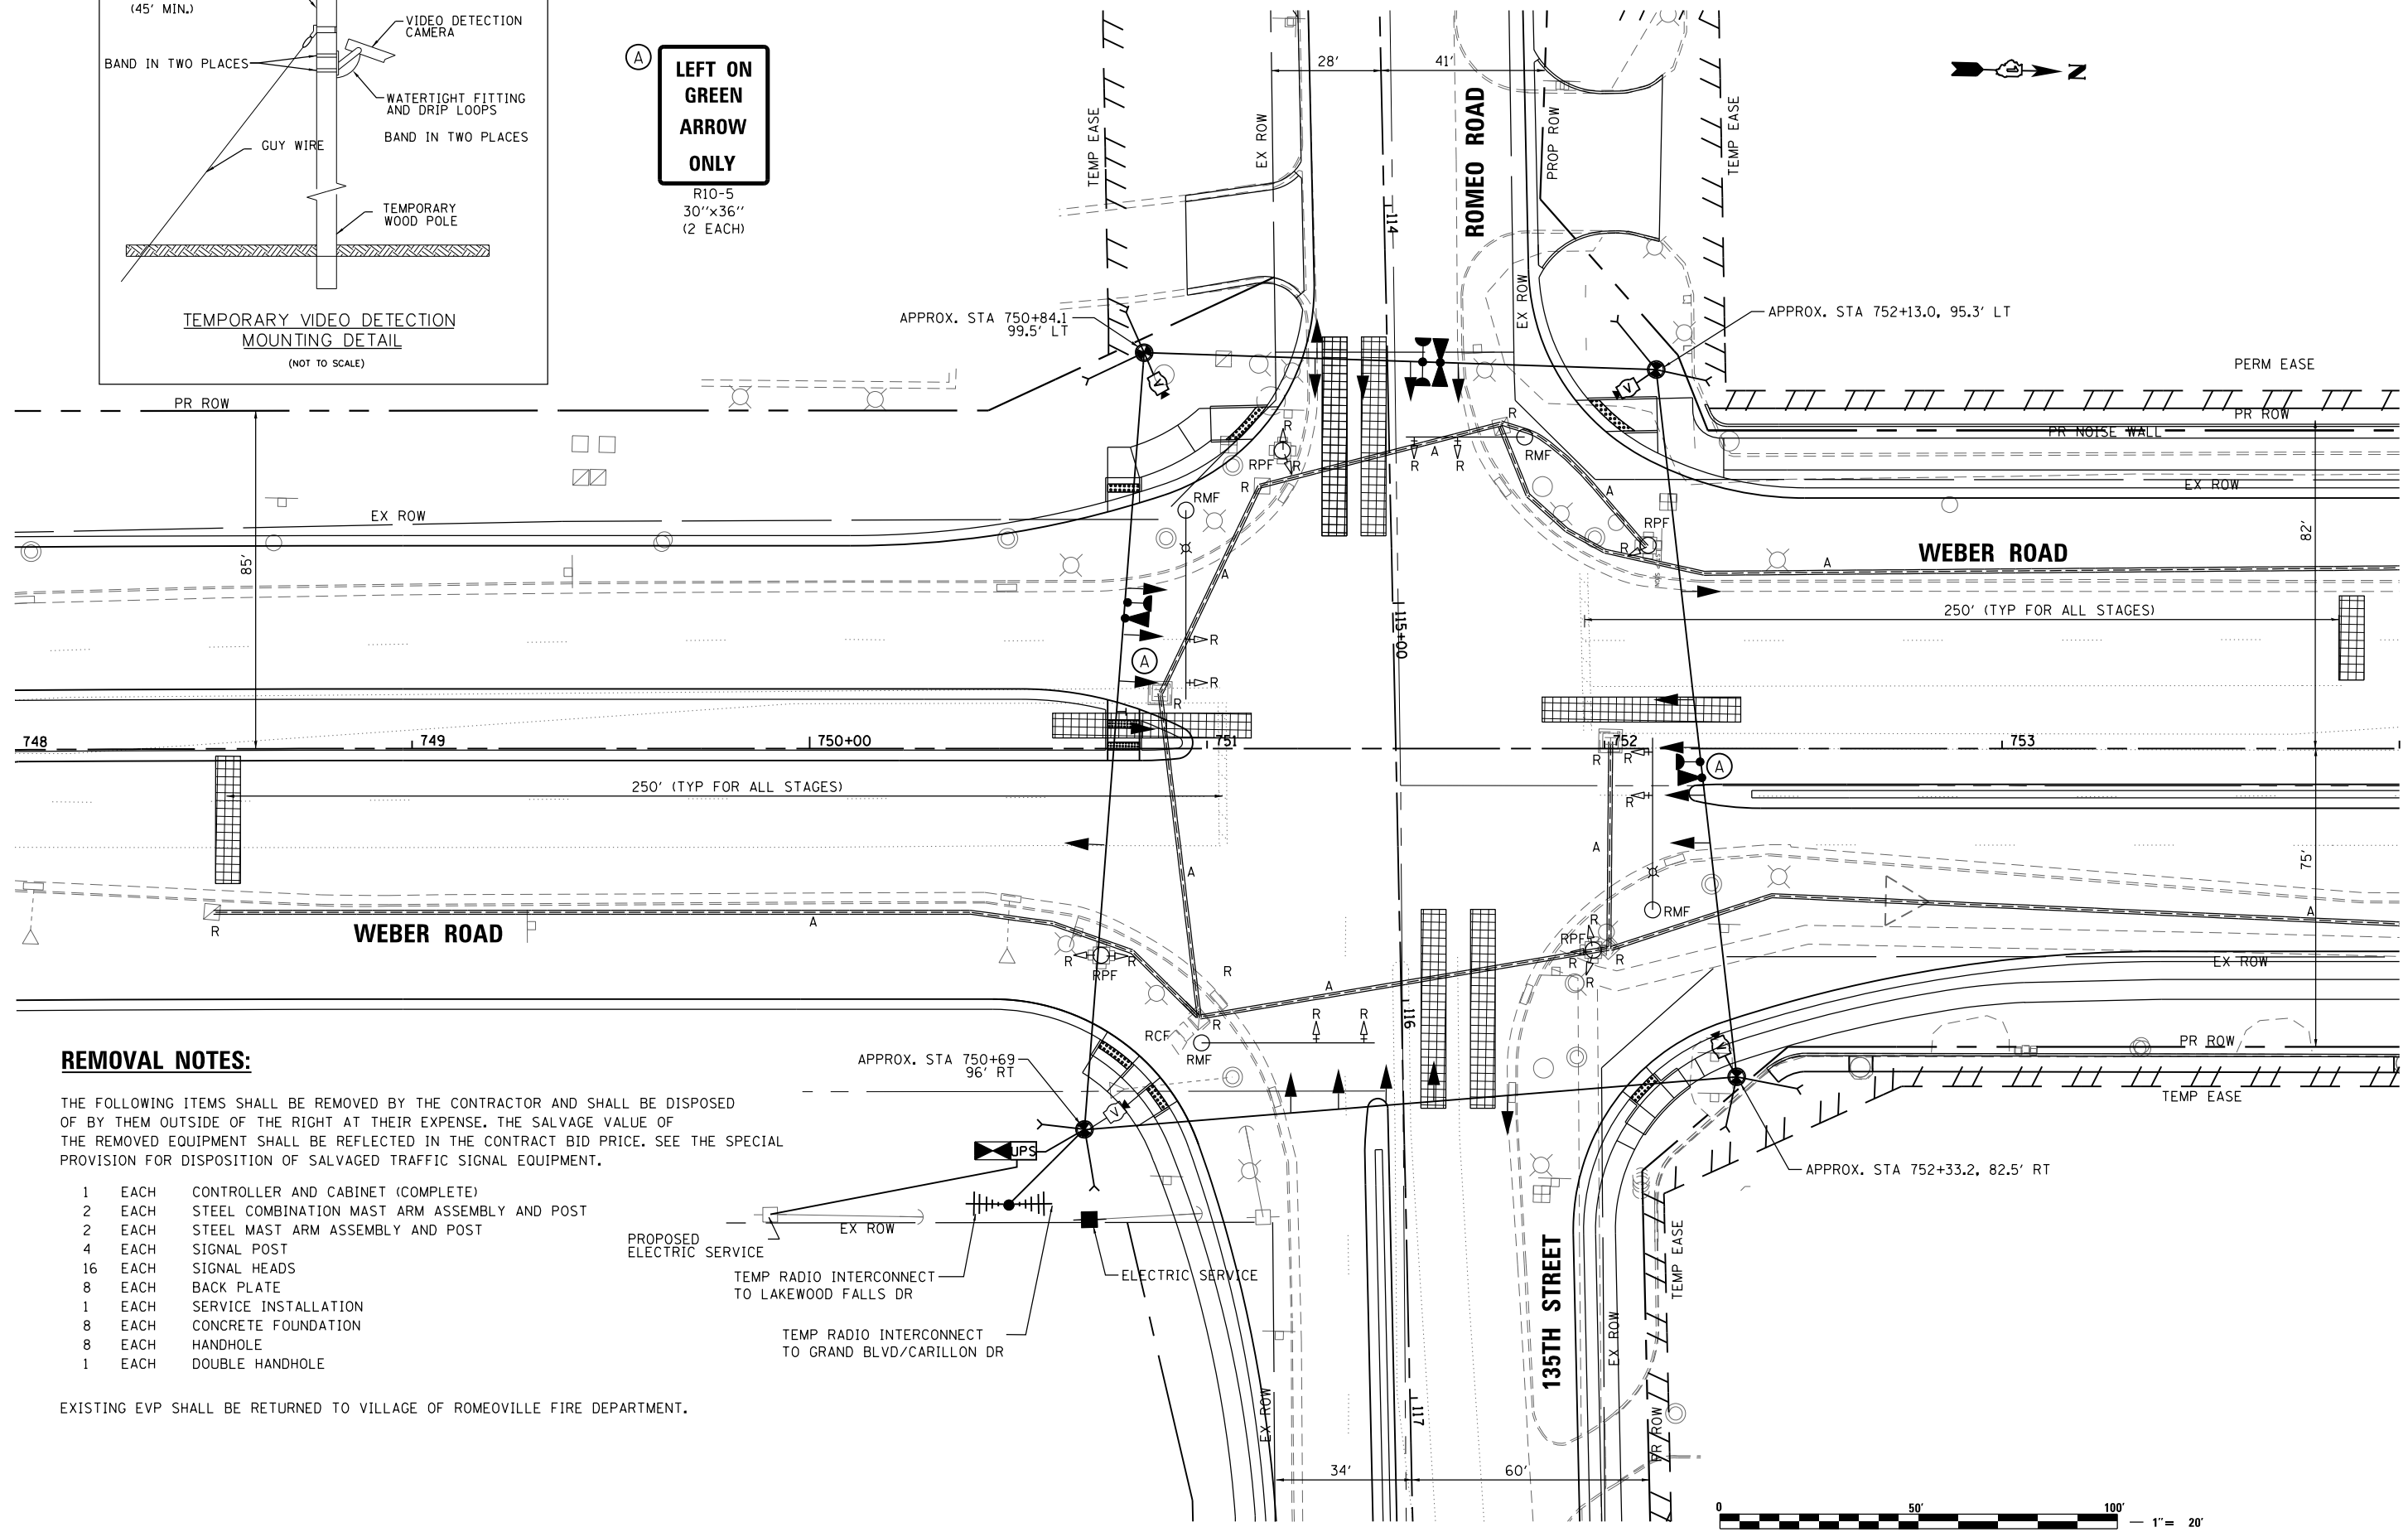 (45' MIN.)
VIDEO DETECTION
CAMERA
BAND IN TWO PLACES
WATERTIGHT FITTING
AND DRIP LOOPS
BAND IN TWO PLACES
GUY WIRE
TEMPORARY
WOOD POLE
TEMPORARY VIDEO DETECTION
MOUNTING DETAIL
(NOT TO SCALE)
A
LEFT ON
GREEN
ARROW
ONLY
R10-5
30''x36''
(2 EACH)
28'
41'
TEMP EASE
EX ROW
ROMEO ROAD
PROP ROW
TEMP EASE
N
114
EX ROW
APPROX. STA 750+84.1
99.5' LT
APPROX. STA 752+13.0, 95.3' LT
PERM EASE
V
V
PR ROW
PR ROW
PR NOISE WALL
R
R
RPF
R
R
R
A
R
RMF
EX ROW
EX ROW
RMF
A
RPF
R
82'
85'
A
WEBER ROAD
A
250' (TYP FOR ALL STAGES)
115+00
R
A
R
R
748
749
750+00
751
752
753
R
R
A
250' (TYP FOR ALL STAGES)
R
A
A
75'
R
WEBER ROAD
A
RMF
A
R
RPF
R
R
R
R
RPF
R
R
EX ROW
A
R
R
116
R
RCF
RMF
V
PR ROW
TEMP EASE
REMOVAL NOTES:
APPROX. STA 750+69
96' RT
V
THE FOLLOWING ITEMS SHALL BE REMOVED BY THE CONTRACTOR AND SHALL BE DISPOSED
OF BY THEM OUTSIDE OF THE RIGHT AT THEIR EXPENSE. THE SALVAGE VALUE OF
THE REMOVED EQUIPMENT SHALL BE REFLECTED IN THE CONTRACT BID PRICE. SEE THE SPECIAL
PROVISION FOR DISPOSITION OF SALVAGED TRAFFIC SIGNAL EQUIPMENT.
UPS
APPROX. STA 752+33.2, 82.5' RT
1 EACH CONTROLLER AND CABINET (COMPLETE)
2 EACH STEEL COMBINATION MAST ARM ASSEMBLY AND POST
2 EACH STEEL MAST ARM ASSEMBLY AND POST
4 EACH SIGNAL POST
16 EACH SIGNAL HEADS
8 EACH BACK PLATE
1 EACH SERVICE INSTALLATION
8 EACH CONCRETE FOUNDATION
8 EACH HANDHOLE
1 EACH DOUBLE HANDHOLE
EXISTING EVP SHALL BE RETURNED TO VILLAGE OF ROMEOVILLE FIRE DEPARTMENT.
PROPOSED
ELECTRIC SERVICE
EX ROW
TEMP RADIO INTERCONNECT
TO LAKEWOOD FALLS DR
ELECTRIC SERVICE
TEMP RADIO INTERCONNECT
TO GRAND BLVD/CARILLON DR
135TH STREET
TEMP EASE
EX ROW
EX ROW
117
PR ROW
34'
60'
0
50'
100'
1''= 20'